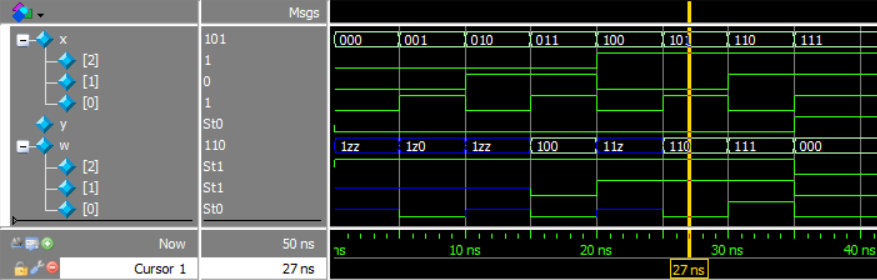 Msgs
x 101 000 001 010 011 100 101 110 111
[2] 1
[1] 0
[0] 1
y St0
w 110 1zz 1z0 1zz 100 11z 110 111 000
[2] St1
[1] St1
[0] St0
Now 50 ns ns 10 ns 20 ns 30 ns 40 ns
Cursor 1 27 ns 27 ns